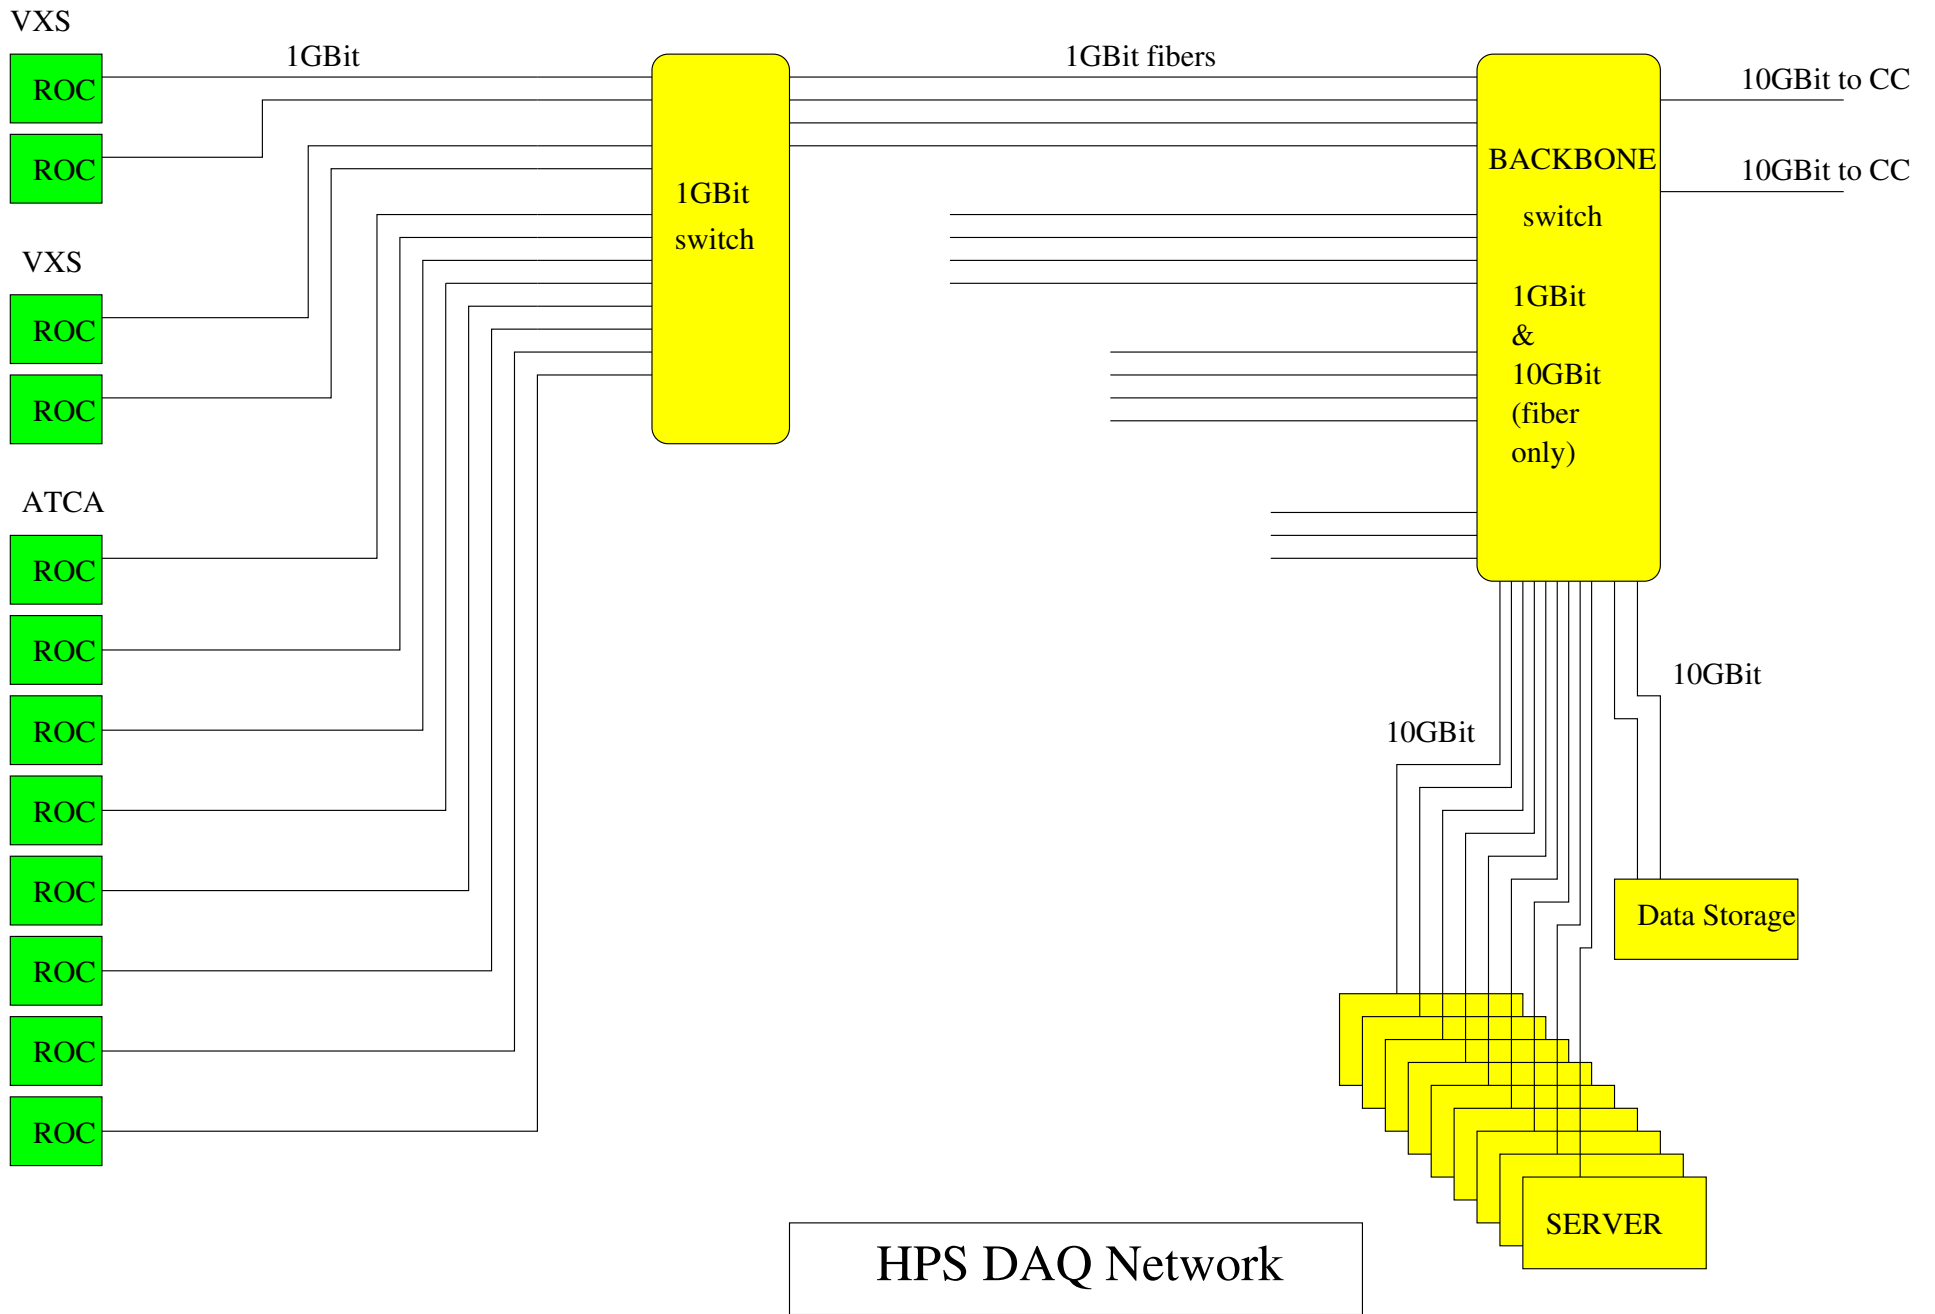 VXS
1GBit
1GBit fibers
ROC
10GBit to CC
ROC
BACKBONE
10GBit to CC
1GBit
switch
switch
VXS
1GBit
&
10GBit
(fiber
only)
ROC
ROC
ATCA
ROC
ROC
10GBit
ROC
10GBit
ROC
ROC
Data Storage
ROC
ROC
ROC
SERVER
HPS DAQ Network